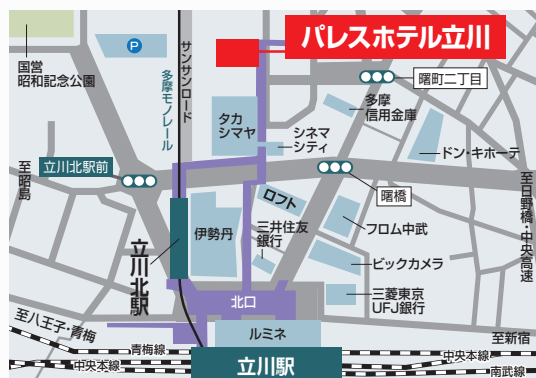 パレスホテル立川
P
国営
昭和記念公園
サンサンロード
多摩モノレール
曙町二丁目
多摩
信用金庫
タカ
シマヤ
シネマ
シティ
ドン・キホーテ
立川北駅前
至昭島
曙橋
至日野橋・中央高速
ロフト
伊勢丹
三井住友
銀行
フロム中武
立川北駅
ビックカメラ
北口
三菱東京
UFJ銀行
至八王子・青梅
ルミネ
至新宿
青梅線
中央本線
立川駅
中央本線
南武線